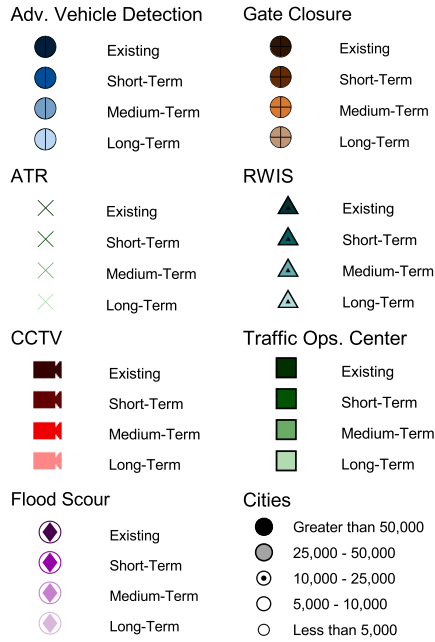 Adv. Vehicle Detection
Existing
Short-Term
Medium-Term
Long-Term
Gate Closure
Existing
Short-Term
Medium-Term
Long-Term
ATR
Existing
Short-Term
Medium-Term
Long-Term
RWIS
Existing
Short-Term
Medium-Term
Long-Term
CCTV
Existing
Short-Term
Medium-Term
Long-Term
Traffic Ops. Center
Existing
Short-Term
Medium-Term
Long-Term
Flood Scour
Existing
Short-Term
Medium-Term
Long-Term
Cities
Greater than 50,000
25,000 - 50,000
10,000 - 25,000
5,000 - 10,000
Less than 5,000